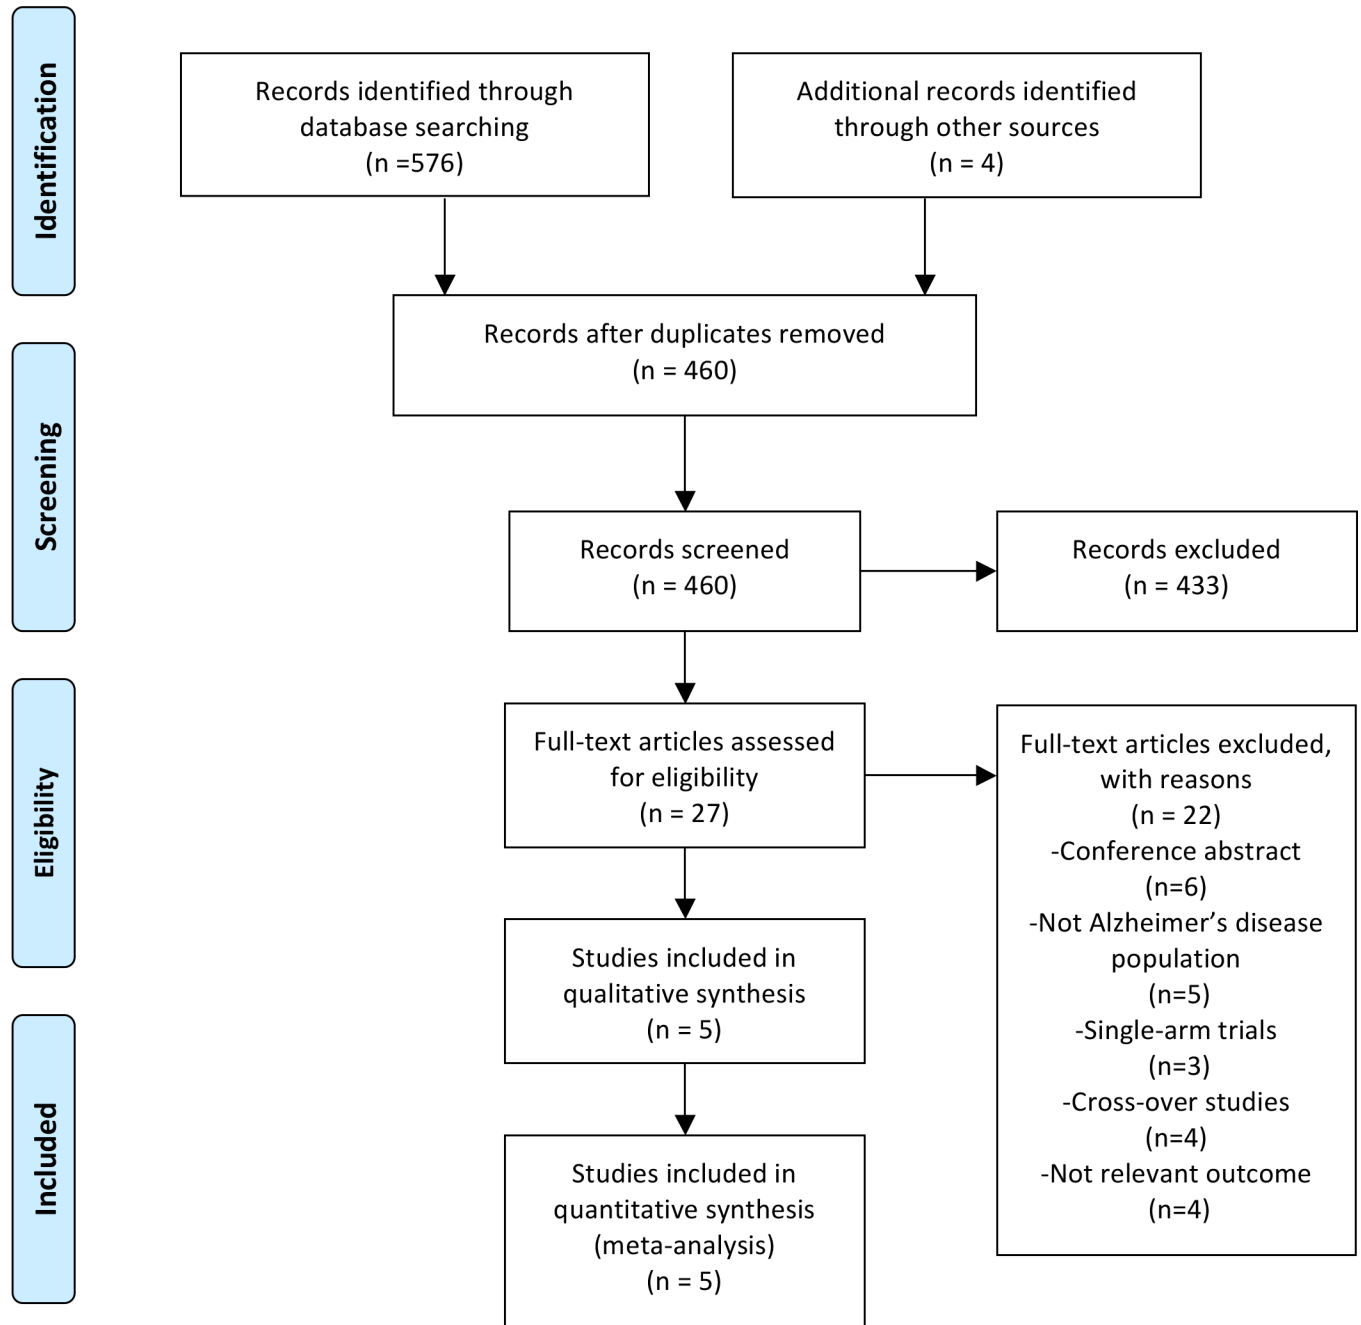 Identification
Records identified through
database searching
(n =576)
Additional records identified
through other sources
(n = 4)
Records after duplicates removed
(n = 460)
Screening
Records screened
(n = 460)
Records excluded
(n = 433)
Eligibility
Full-text articles assessed
for eligibility
(n = 27)
Full-text articles excluded,
with reasons
(n = 22)
-Conference abstract
(n=6)
-Not Alzheimer’s disease
population
(n=5)
-Single-arm trials
(n=3)
-Cross-over studies
(n=4)
-Not relevant outcome
(n=4)
Studies included in
qualitative synthesis
(n = 5)
Included
Studies included in
quantitative synthesis
(meta-analysis)
(n = 5)